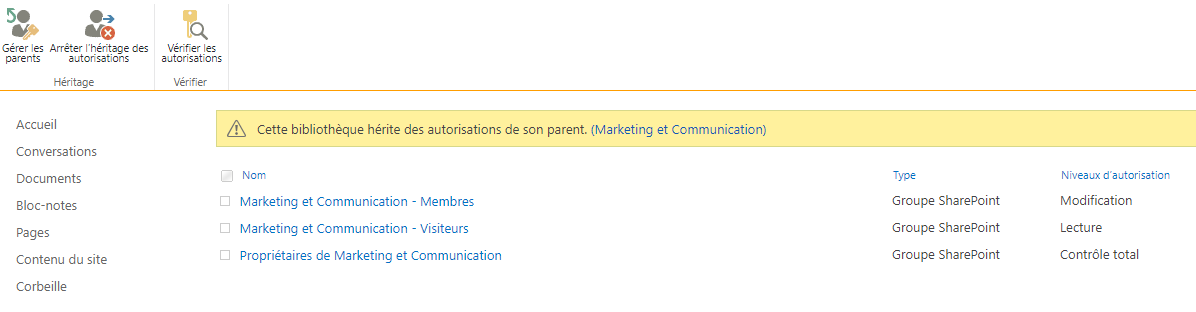 Gérer les parents
Arrêter l'héritage des autorisations
Vérifier les autorisations
Héritage
Vérifier
Accueil
Conversations
Documents
Bloc-notes
Pages
Contenu du site
Corbeille
Cette bibliothèque hérite des autorisations de son parent. (Marketing et Communication)
Nom Type Niveaux d'autorisation
Marketing et Communication - Membres Groupe SharePoint Modification
Marketing et Communication - Visiteurs Groupe SharePoint Lecture
Propriétaires de Marketing et Communication Groupe SharePoint Contrôle total